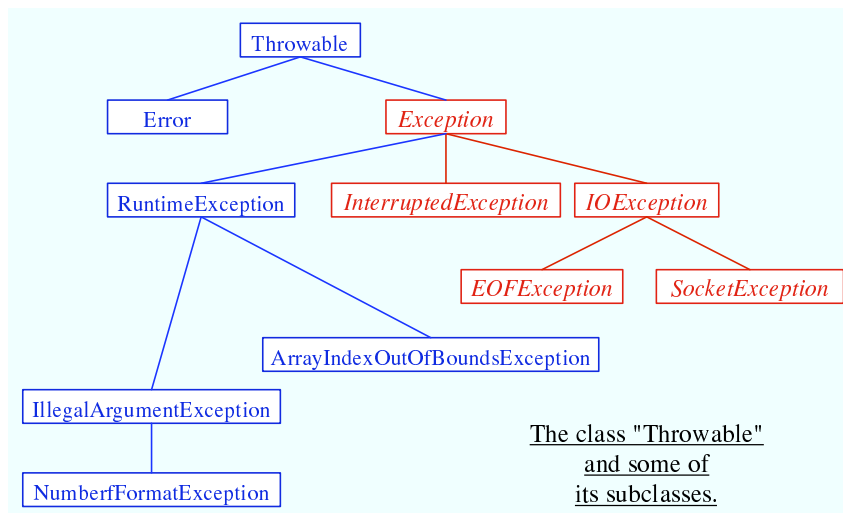 Throwable
Error
Exception
RuntimeException
InterruptedException
IOException
EOFException
SocketException
ArrayIndexOutOfBoundsException
IllegalArgumentException
The class "Throwable"
and some of
its subclasses.
NumberfFormatException